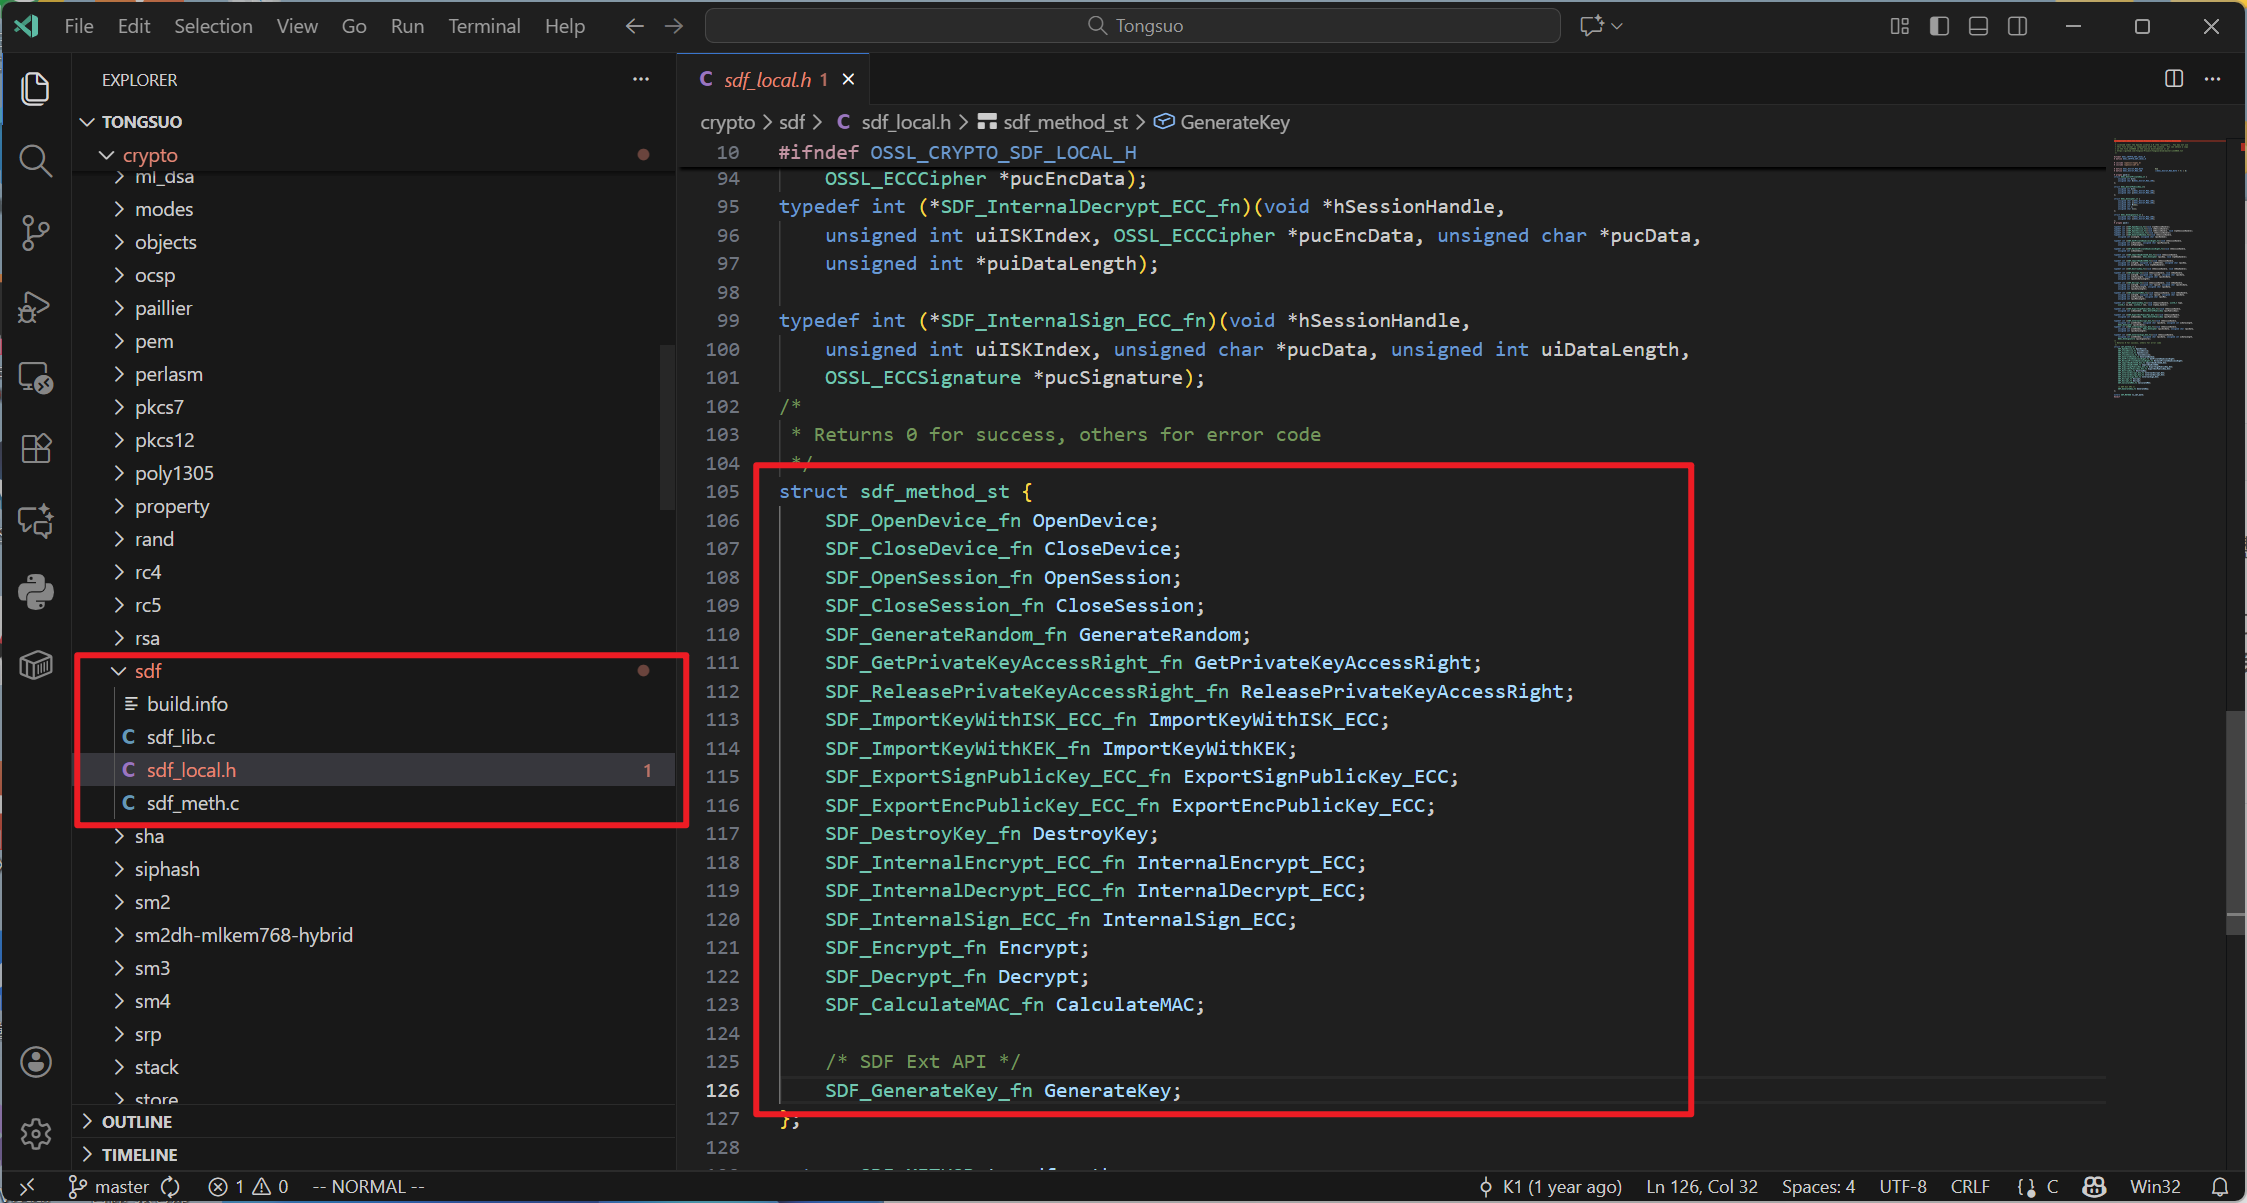 File Edit Selection View Go Run Terminal Help
Tongsuo
EXPLORER
TONGSUO
crypto
ml_dsa
modes
objects
ocsp
paillier
pem
perlasm
pkcs7
pkcs12
poly1305
property
rand
rc4
rc5
rsa
sdf
build.info
sdf_lib.c
sdf_local.h 1
sdf_meth.c
sha
siphash
sm2
sm2dh-mlkem768-hybrid
sm3
sm4
srp
stack
store
OUTLINE
TIMELINE
sdf_local.h 1
crypto > sdf > C sdf_local.h > sdf_method_st > GenerateKey
10 #ifndef OSSL_CRYPTO_SDF_LOCAL_H
94 OSSL_ECCCipher *pucEncData);
95 typedef int (*SDF_InternalDecrypt_ECC_fn)(void *hSessionHandle,
96 unsigned int uiISKIndex, OSSL_ECCCipher *pucEncData, unsigned char *pucData,
97 unsigned int *puiDataLength);
98
99 typedef int (*SDF_InternalSign_ECC_fn)(void *hSessionHandle,
100 unsigned int uiISKIndex, unsigned char *pucData, unsigned int uiDataLength,
101 OSSL_ECCSignature *pucSignature);
102 /*
103 * Returns 0 for success, others for error code
104 */
105 struct sdf_method_st {
106 SDF_OpenDevice_fn OpenDevice;
107 SDF_CloseDevice_fn CloseDevice;
108 SDF_OpenSession_fn OpenSession;
109 SDF_CloseSession_fn CloseSession;
110 SDF_GenerateRandom_fn GenerateRandom;
111 SDF_GetPrivateKeyAccessRight_fn GetPrivateKeyAccessRight;
112 SDF_ReleasePrivateKeyAccessRight_fn ReleasePrivateKeyAccessRight;
113 SDF_ImportKeyWithISK_ECC_fn ImportKeyWithISK_ECC;
114 SDF_ImportKeyWithKEK_fn ImportKeyWithKEK;
115 SDF_ExportSignPublicKey_ECC_fn ExportSignPublicKey_ECC;
116 SDF_ExportEncPublicKey_ECC_fn ExportEncPublicKey_ECC;
117 SDF_DestroyKey_fn DestroyKey;
118 SDF_InternalEncrypt_ECC_fn InternalEncrypt_ECC;
119 SDF_InternalDecrypt_ECC_fn InternalDecrypt_ECC;
120 SDF_InternalSign_ECC_fn InternalSign_ECC;
121 SDF_Encrypt_fn Encrypt;
122 SDF_Decrypt_fn Decrypt;
123 SDF_CalculateMAC_fn CalculateMAC;
124
125 /* SDF Ext API */
126 SDF_GenerateKey_fn GenerateKey;
127 };
128
master 1 0 -- NORMAL -- K1 (1 year ago) Ln 126, Col 32 Spaces: 4 UTF-8 CRLF C Win32